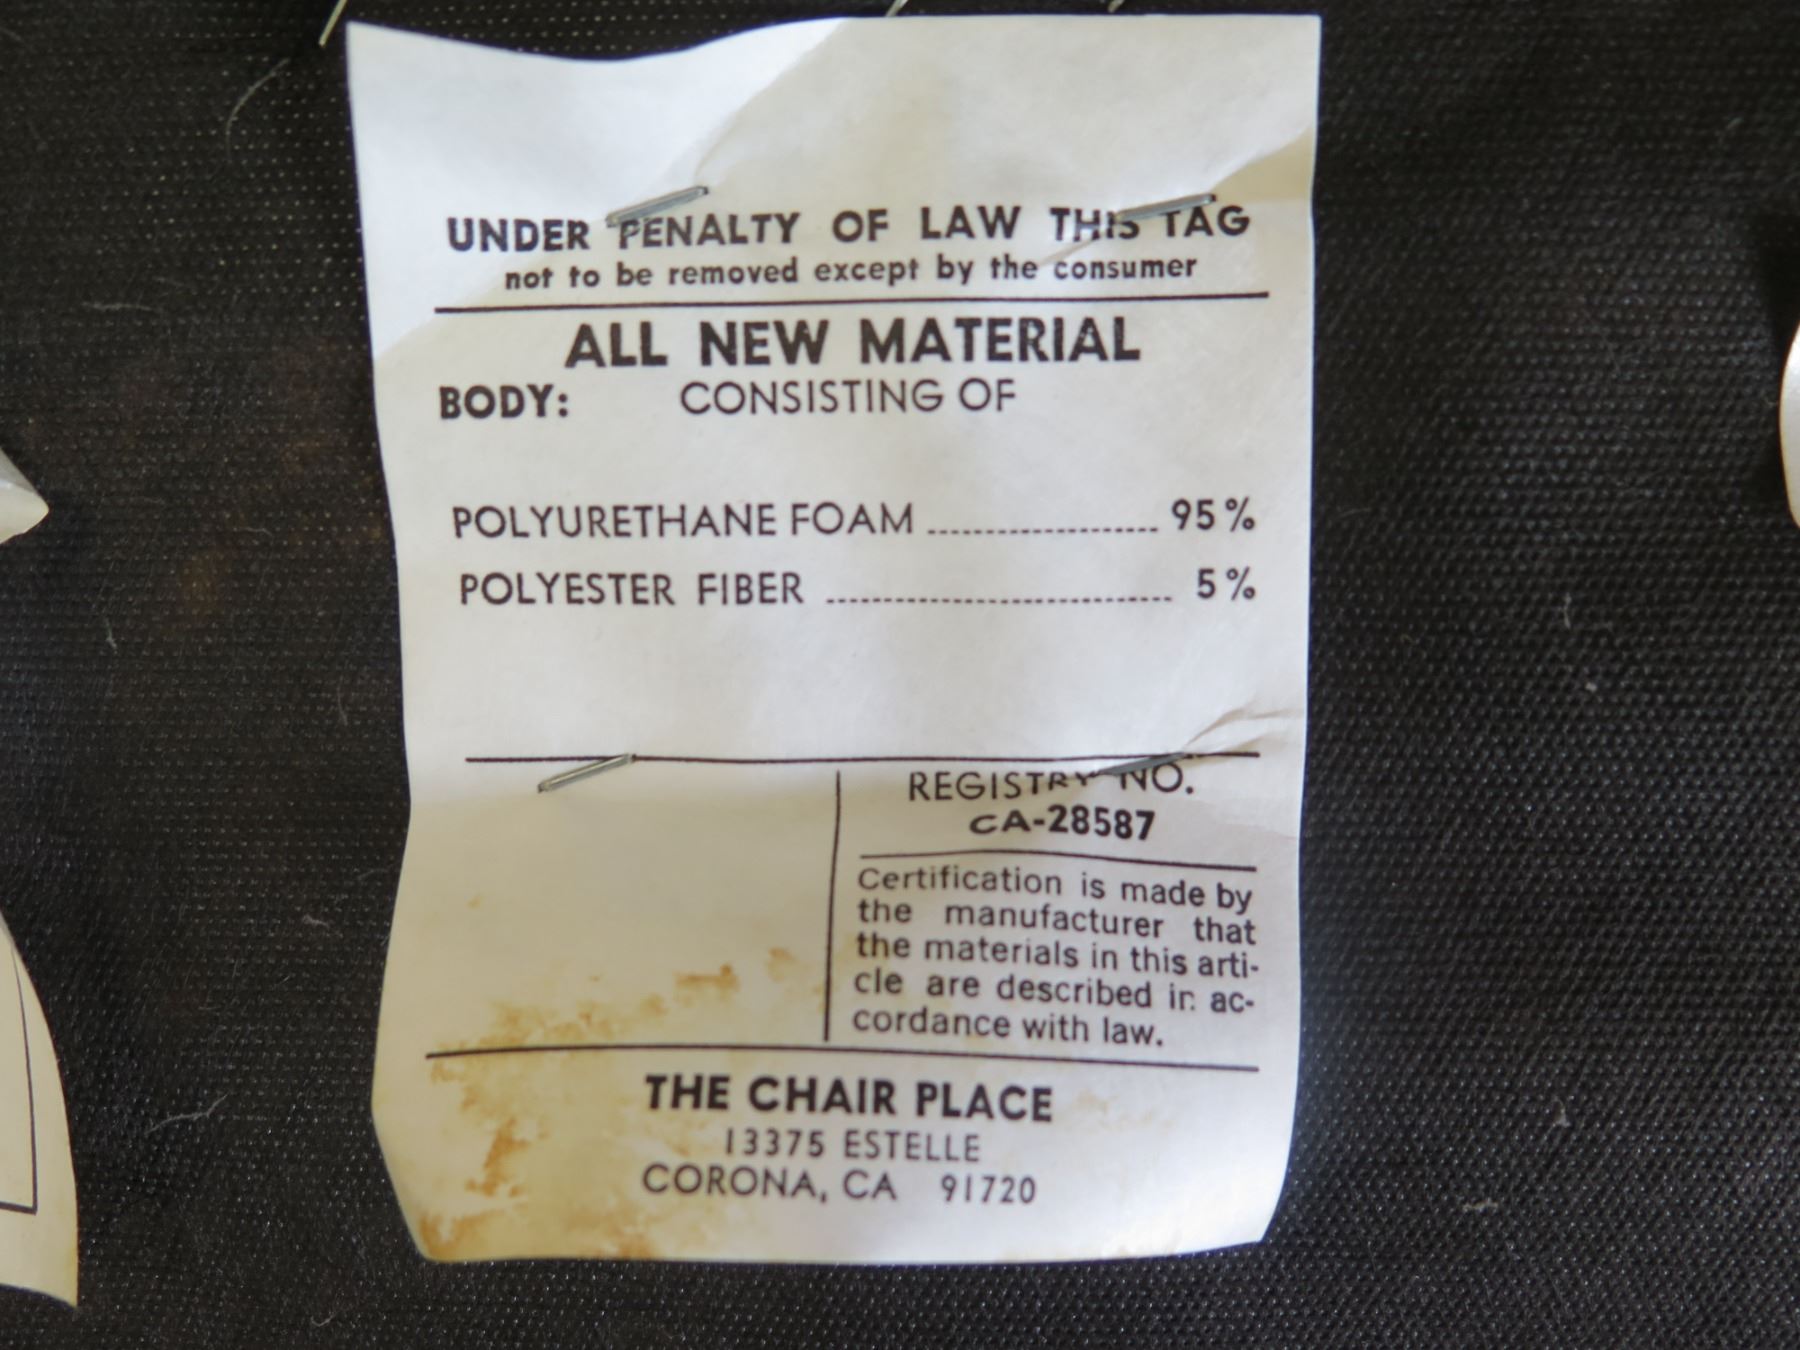 UNDER PENALTY OF LAW THIS TAG
not to be removed except by the consumer
ALL NEW MATERIAL
BODY: CONSISTING OF
POLYURETHANE FOAM ........................ 95%
POLYESTER FIBER .................................... 5%
REGISTRY NO.
CA-28587
Certification is made by
the manufacturer that
the materials in this arti-
cle are described in ac-
cordance with law.
THE CHAIR PLACE
13375 ESTELLE
CORONA, CA 91720